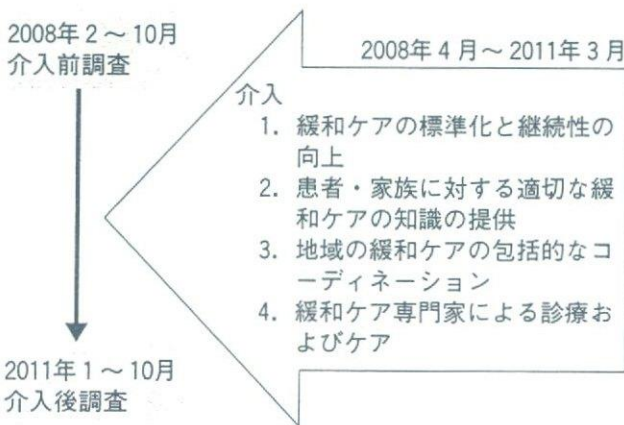 2008年2～10月
介入前調査
2008年4月～2011年3月
介入
1. 緩和ケアの標準化と継続性の
向上
2. 患者・家族に対する適切な緩
和ケアの知識の提供
3. 地域の緩和ケアの包括的なコ
ーディネーション
4. 緩和ケア専門家による診療お
よびケア
2011年1～10月
介入後調査